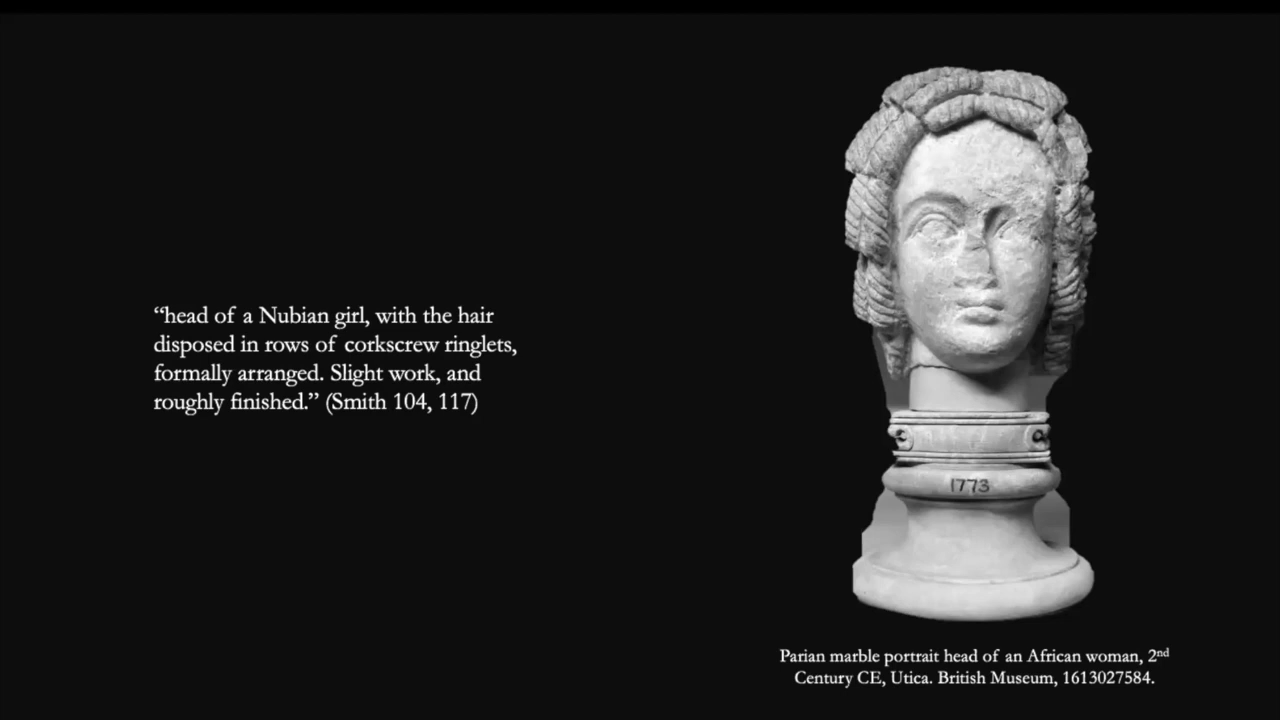 “head of a Nubian girl, with the hair
disposed in rows of corkscrew ringlets,
formally arranged. Slight work, and
roughly finished.” (Smith 104, 117)
1773
Parian marble portrait head of an African woman, 2nd
Century CE, Utica. British Museum, 1613027584.